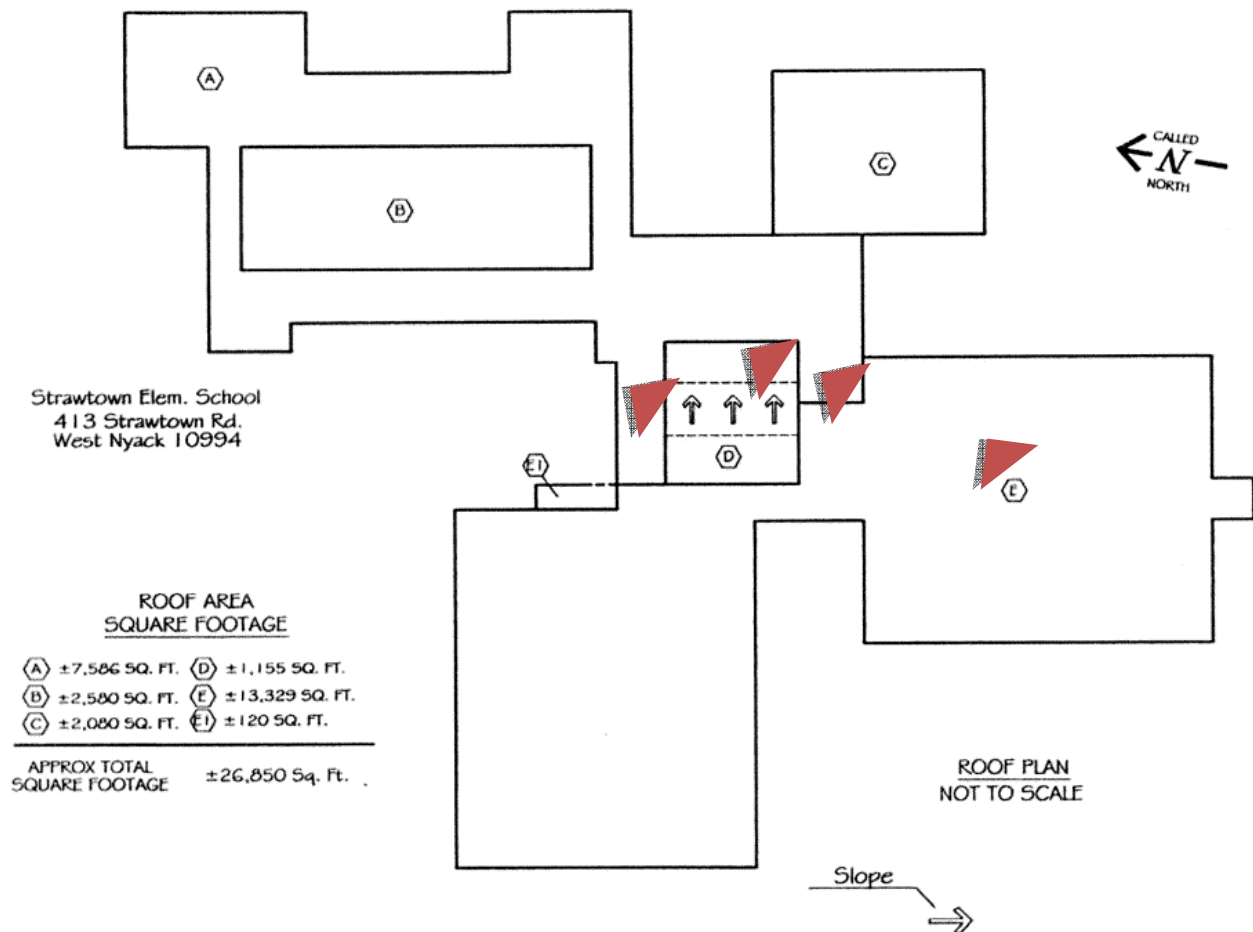 A
C
CALLED
N
NORTH
B
Strawtown Elem. School
413 Strawtown Rd.
West Nyack 10994
E1
D
E
ROOF AREA
SQUARE FOOTAGE
A ±7,586 SQ. FT. D ±1,155 SQ. FT.
B ±2,580 SQ. FT. E ±13,329 SQ. FT.
C ±2,080 SQ. FT. E1 ±120 SQ. FT.
APPROX TOTAL
SQUARE FOOTAGE ±26,850 Sq. Ft.
ROOF PLAN
NOT TO SCALE
Slope